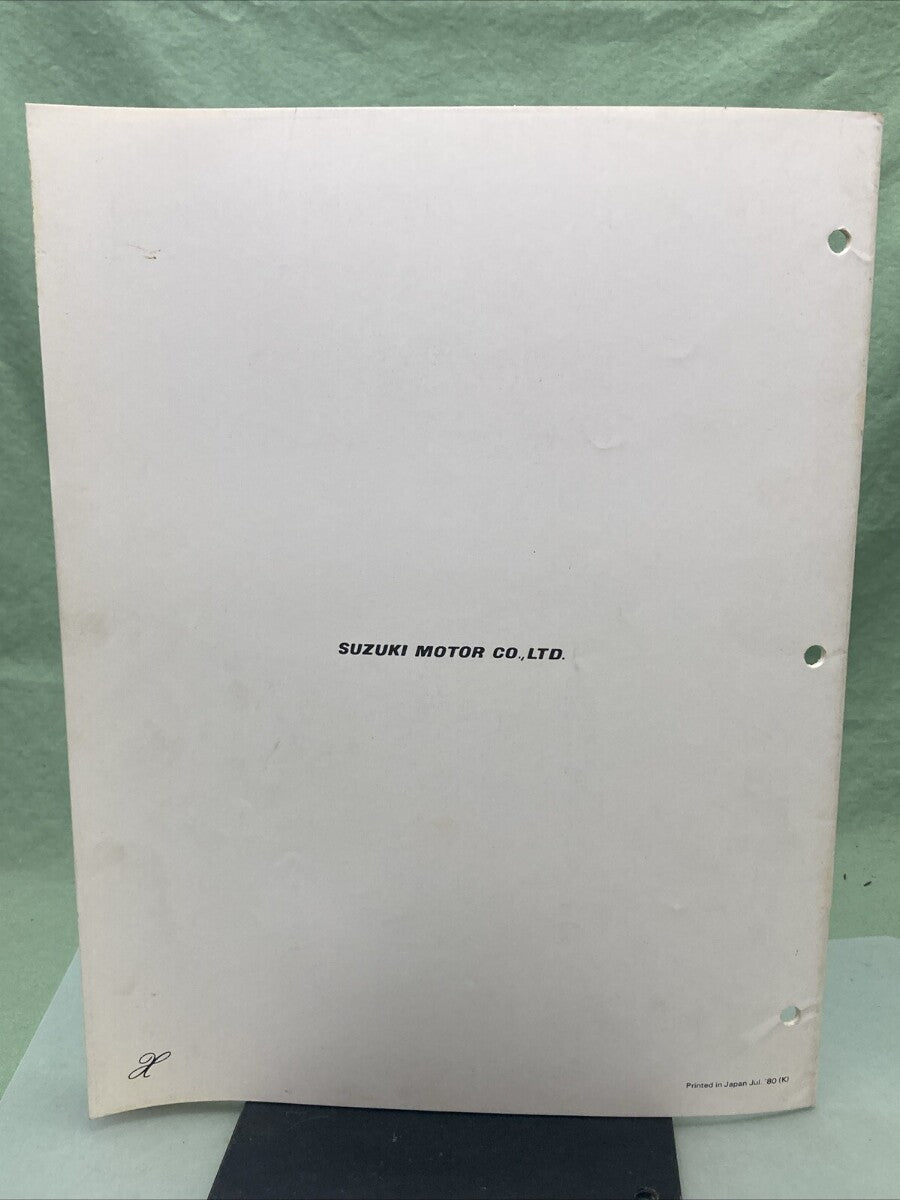 SUZUKI MOTOR CO.,LTD.
X
Printed in Japan Jul. '80 (K)